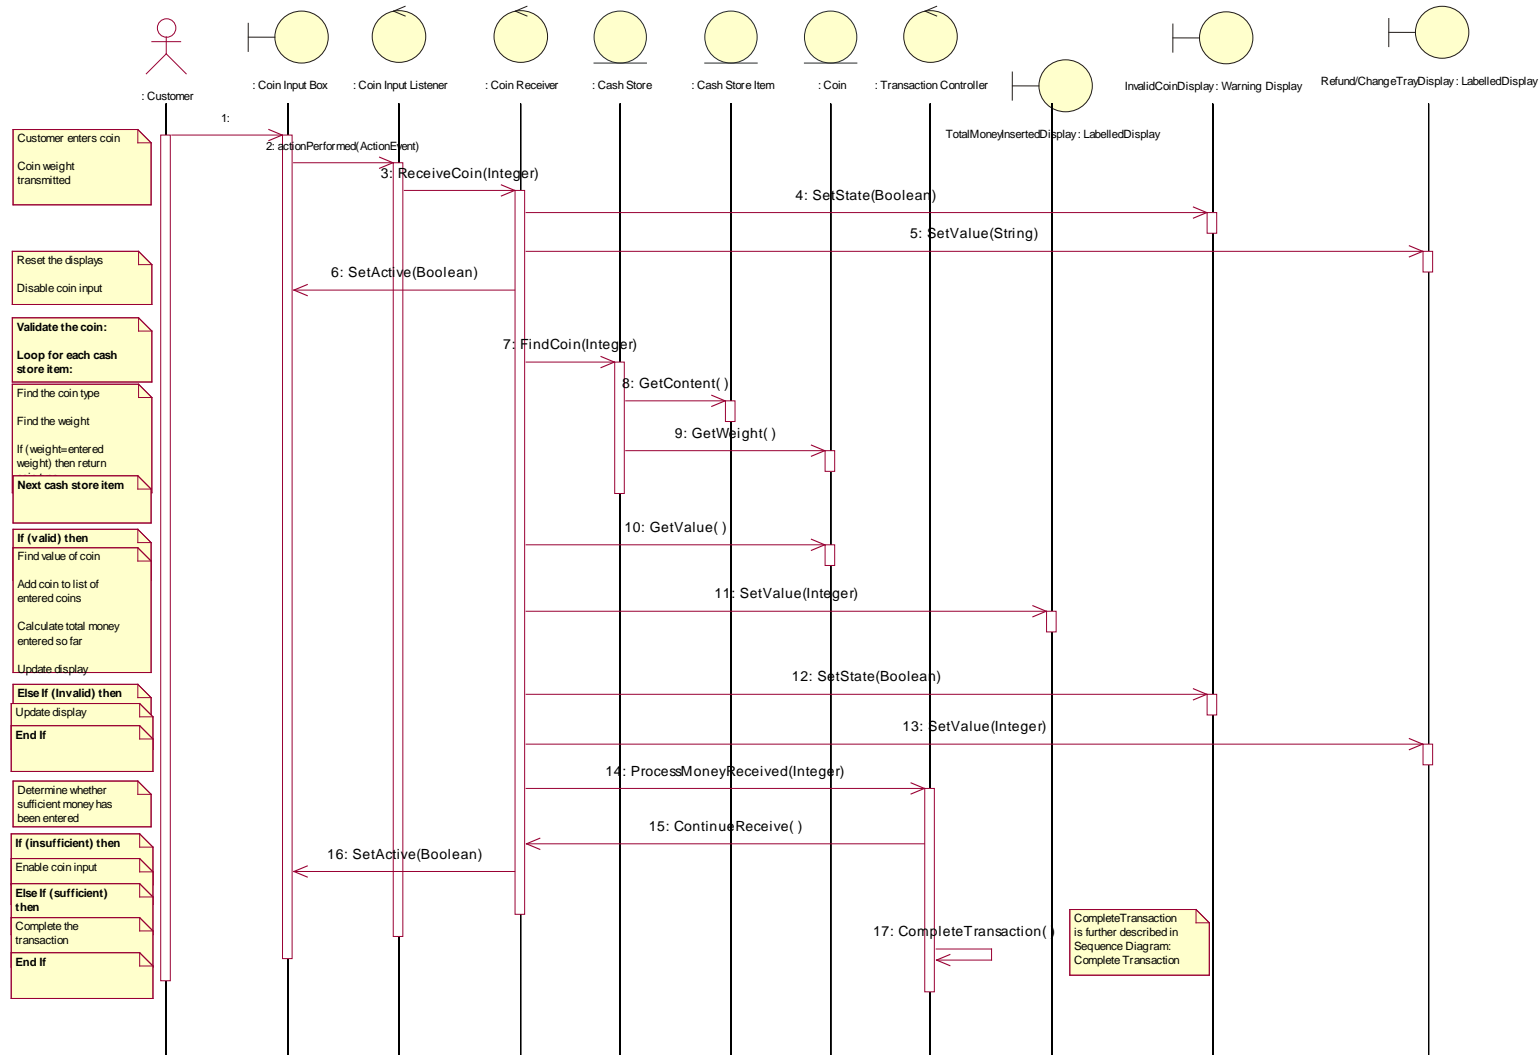 : Customer
: Coin Input Box
: Coin Input Listener
: Coin Receiver
: Cash Store
: Cash Store Item
: Coin
: Transaction Controller
TotalMoneyInsertedDisplay : LabelledDisplay
InvalidCoinDisplay : Warning Display
Refund/ChangeTrayDisplay : LabelledDisplay
Customer enters coin
Coin weight
transmitted
1:
2: actionPerformed(ActionEvent)
3: ReceiveCoin(Integer)
4: SetState(Boolean)
5: SetValue(String)
Reset the displays
Disable coin input
6: SetActive(Boolean)
Validate the coin:
Loop for each cash
store item:
7: FindCoin(Integer)
Find the coin type
Find the weight
If (weight=entered
weight) then return
8: GetContent( )
9: GetWeight( )
Next cash store item
If (valid) then
Find value of coin
Add coin to list of
entered coins
Calculate total money
entered so far
Update display
10: GetValue( )
11: SetValue(Integer)
Else If (Invalid) then
Update display
End If
12: SetState(Boolean)
13: SetValue(Integer)
Determine whether
sufficient money has
been entered
14: ProcessMoneyReceived(Integer)
15: ContinueReceive( )
If (insufficient) then
Enable coin input
16: SetActive(Boolean)
Else If (sufficient)
then
Complete the
transaction
End If
17: CompleteTransaction( )
CompleteTransaction
is further described in
Sequence Diagram:
Complete Transaction